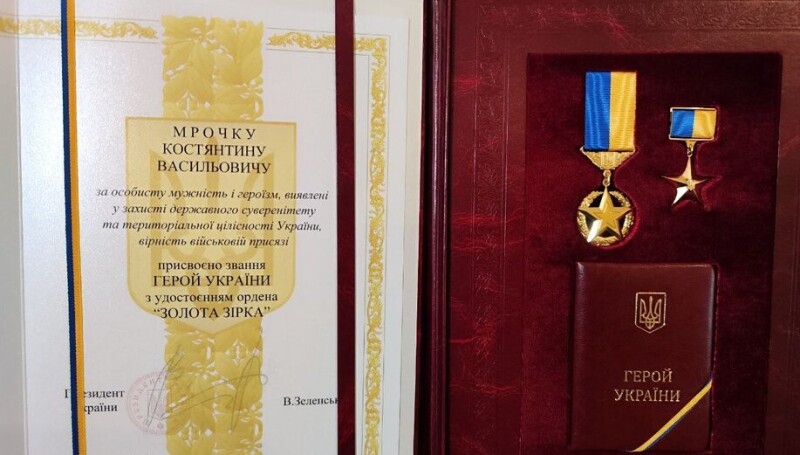 МРОЧКУ
КОСТЯНТИНУ
ВАСИЛЬОВИЧУ
за особисту мужність і героїзм, виявлені
у захисті державного суверенітету
та територіальної цілісності України,
вірність військовій присязі
присвоєно звання
ГЕРОЙ УКРАЇНИ
з удостоєнням ордена
“ЗОЛОТА ЗІРКА”
В.Зеленськ
ГЕРОЙ
УКРАЇНИ